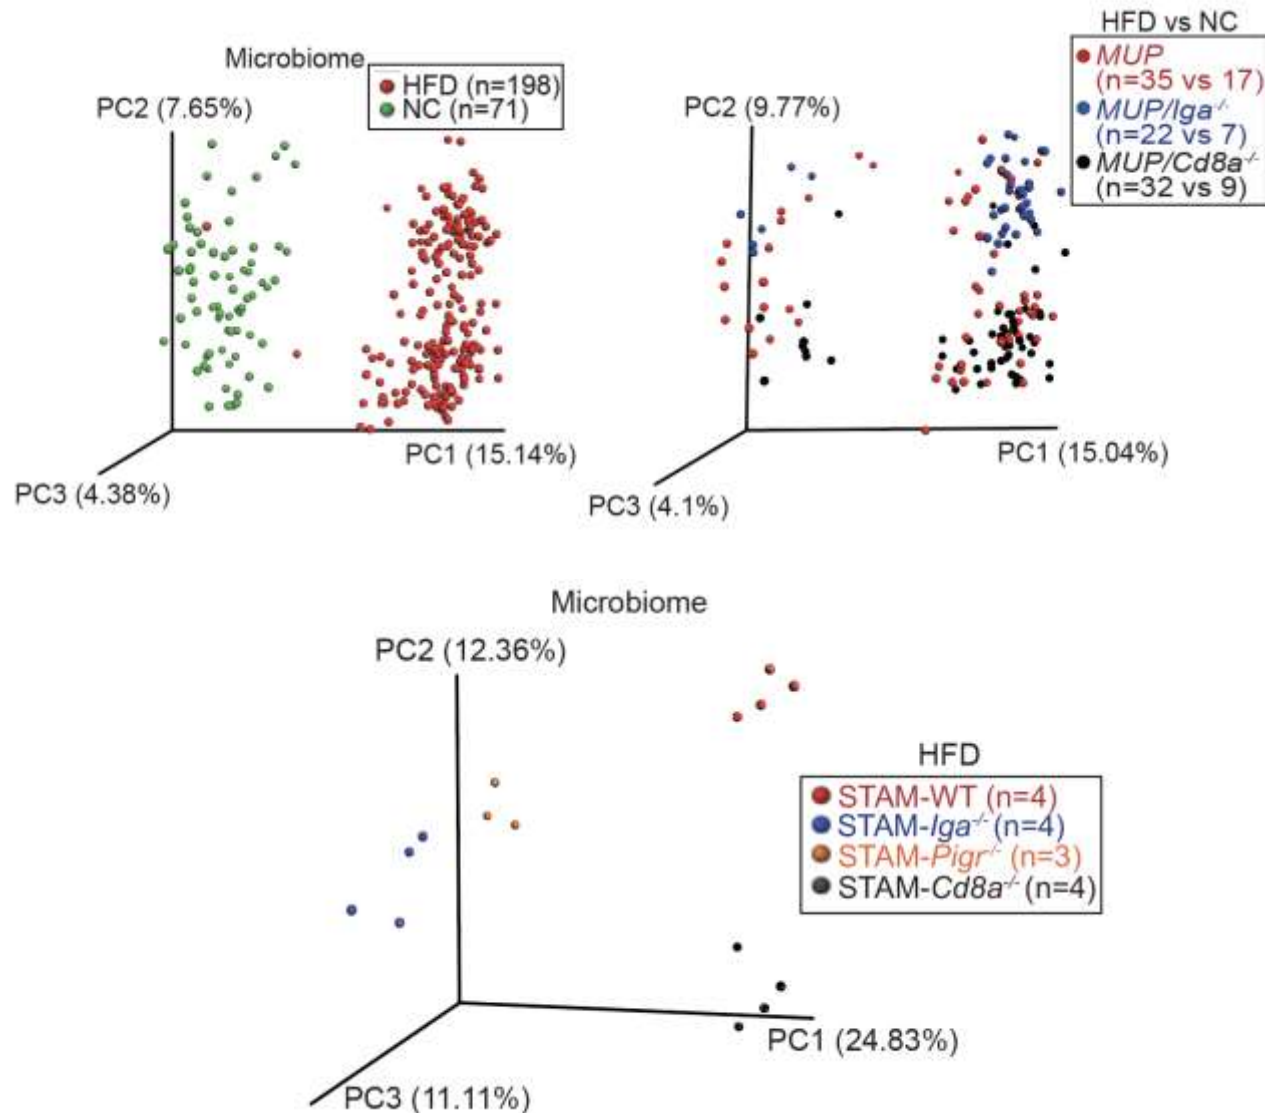 Microbiome
HFD (n=198)
NC (n=71)
PC2 (7.65%)
PC1 (15.14%)
PC3 (4.38%)
HFD vs NC
MUP
(n=35 vs 17)
MUP/Iga-/-
(n=22 vs 7)
MUP/Cd8a-/-
(n=32 vs 9)
PC2 (9.77%)
PC1 (15.04%)
PC3 (4.1%)
Microbiome
PC2 (12.36%)
HFD
STAM-WT (n=4)
STAM-Iga-/- (n=4)
STAM-Pigr-/- (n=3)
STAM-Cd8a-/- (n=4)
PC1 (24.83%)
PC3 (11.11%)